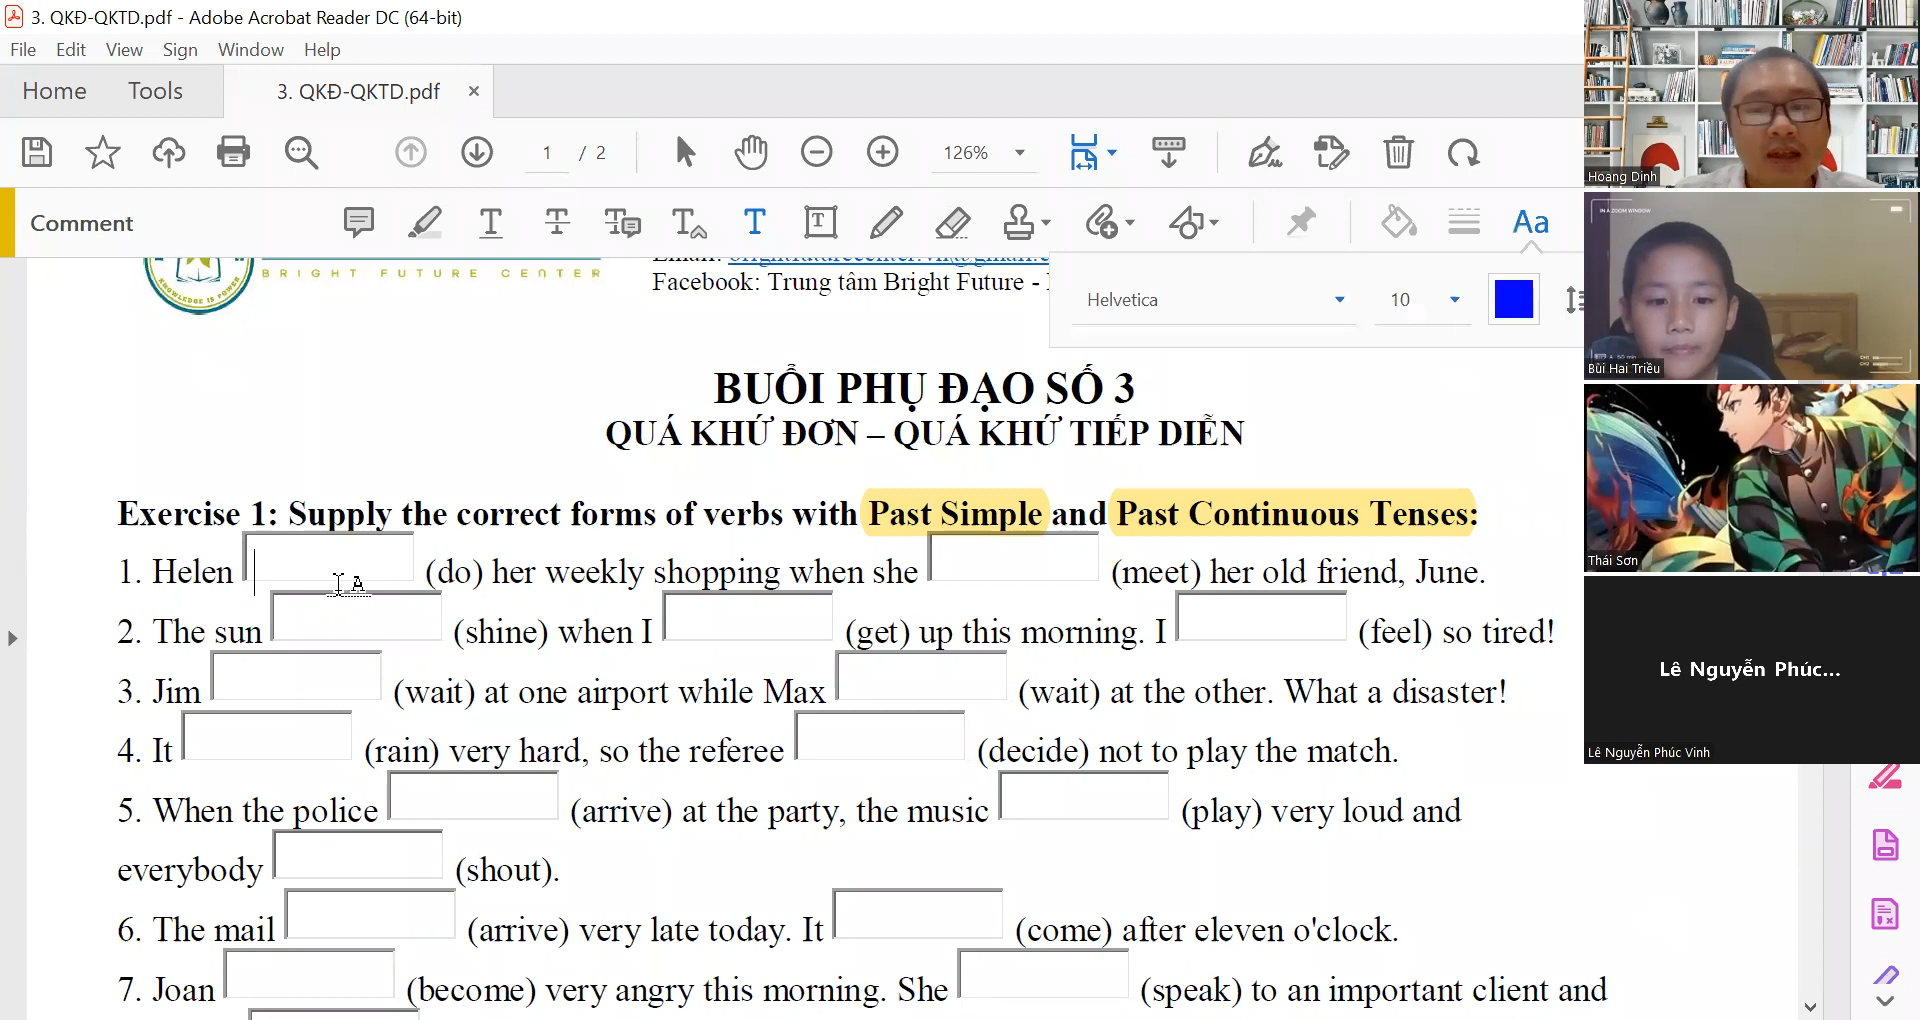 3. QKĐ-QKTD.pdf - Adobe Acrobat Reader DC (64-bit)
File Edit View Sign Window Help
Home Tools 3. QKĐ-QKTD.pdf ×
1 / 2 126%
Comment
Aa
BRIGHT FUTURE CENTER
KNOWLEDGE IS POWER
Facebook: Trung tâm Bright Future -
Helvetica 10
BUỔI PHỤ ĐẠO SỐ 3
QUÁ KHỨ ĐƠN – QUÁ KHỨ TIẾP DIỄN
Exercise 1: Supply the correct forms of verbs with Past Simple and Past Continuous Tenses:
1. Helen (do) her weekly shopping when she (meet) her old friend, June.
2. The sun (shine) when I (get) up this morning. I (feel) so tired!
3. Jim (wait) at one airport while Max (wait) at the other. What a disaster!
4. It (rain) very hard, so the referee (decide) not to play the match.
5. When the police (arrive) at the party, the music (play) very loud and
everybody (shout).
6. The mail (arrive) very late today. It (come) after eleven o'clock.
7. Joan (become) very angry this morning. She (speak) to an important client and
Hoang Dinh
IN A ZOOM WINDOW
Bùi Hai Triều
Thái Sơn
Lê Nguyễn Phúc...
Lê Nguyễn Phúc Vinh